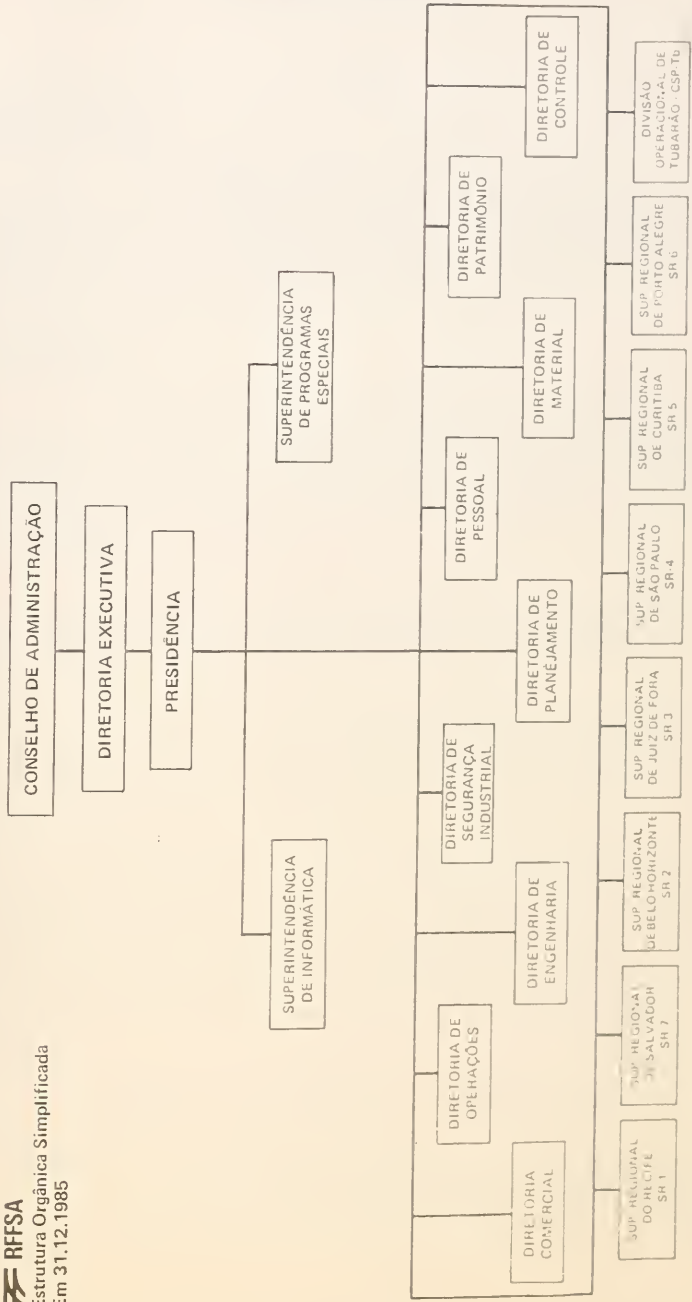 RFFSA
Estrutura Orgânica Simplificada
Em 31.12.1985
CONSELHO DE ADMINISTRAÇÃO
DIRETORIA EXECUTIVA
PRESIDÊNCIA
SUPERINTENDÊNCIA
DE INFORMÁTICA
SUPERINTENDÊNCIA
DE PROGRAMAS
ESPECIAIS
DIRETORIA
COMERCIAL
DIRETORIA DE
OPERAÇÕES
DIRETORIA DE
ENGENHARIA
DIRETORIA DE
SEGURANÇA
INDUSTRIAL
DIRETORIA DE
PLANEJAMENTO
DIRETORIA DE
PESSOAL
DIRETORIA DE
MATERIAL
DIRETORIA DE
PATRIMÔNIO
DIRETORIA DE
CONTROLE
SUP REGIONAL
DO RECIFE
SR 1
SUP REGIONAL
DE SALVADOR
SR 7
SUP REGIONAL
DE BELO HORIZONTE
SR 2
SUP REGIONAL
DE JUIZ DE FORA
SR 3
SUP REGIONAL
DE SÃO PAULO
SR-4
SUP REGIONAL
DE CURITIBA
SR 5
SUP REGIONAL
DE PORTO ALEGRE
SR 6
DIVISÃO
OPERACIONAL DE
TUBARÃO - CSP-Tb